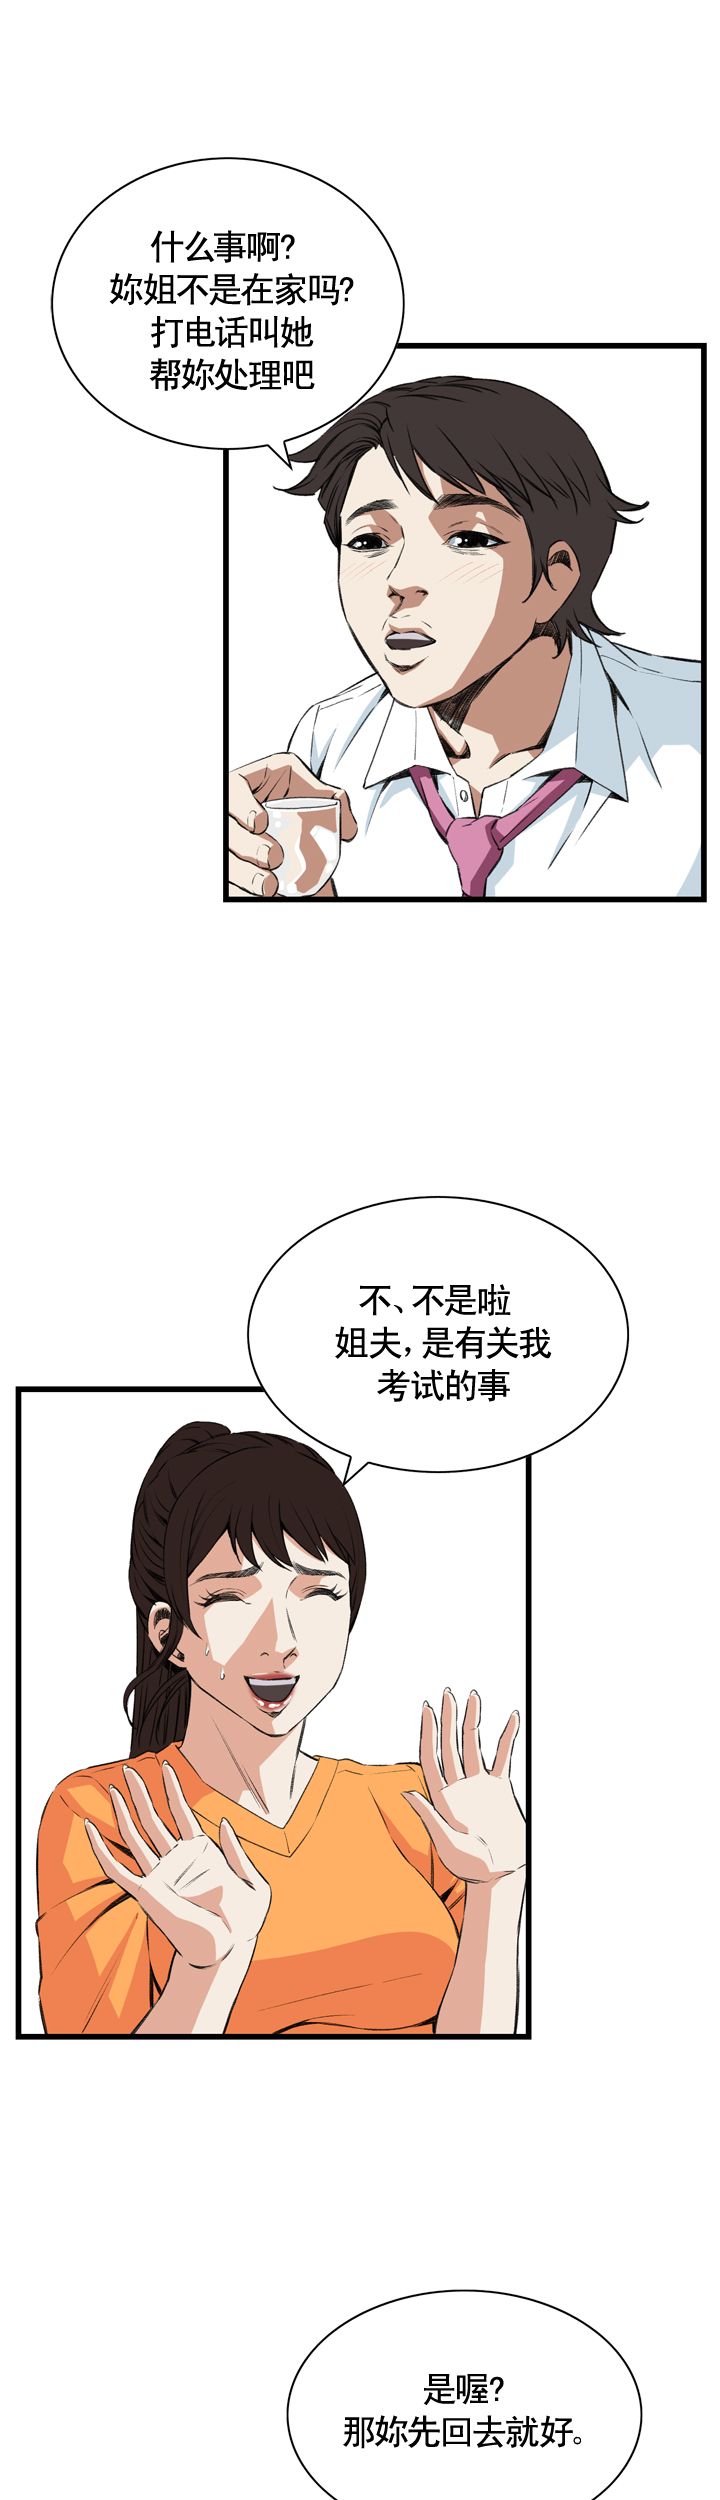 什么事啊?
妳姐不是在家吗?
打电话叫她
帮妳处理吧
不、不是啦
姐夫，是有关我
考试的事
是喔?
那妳先回去就好。